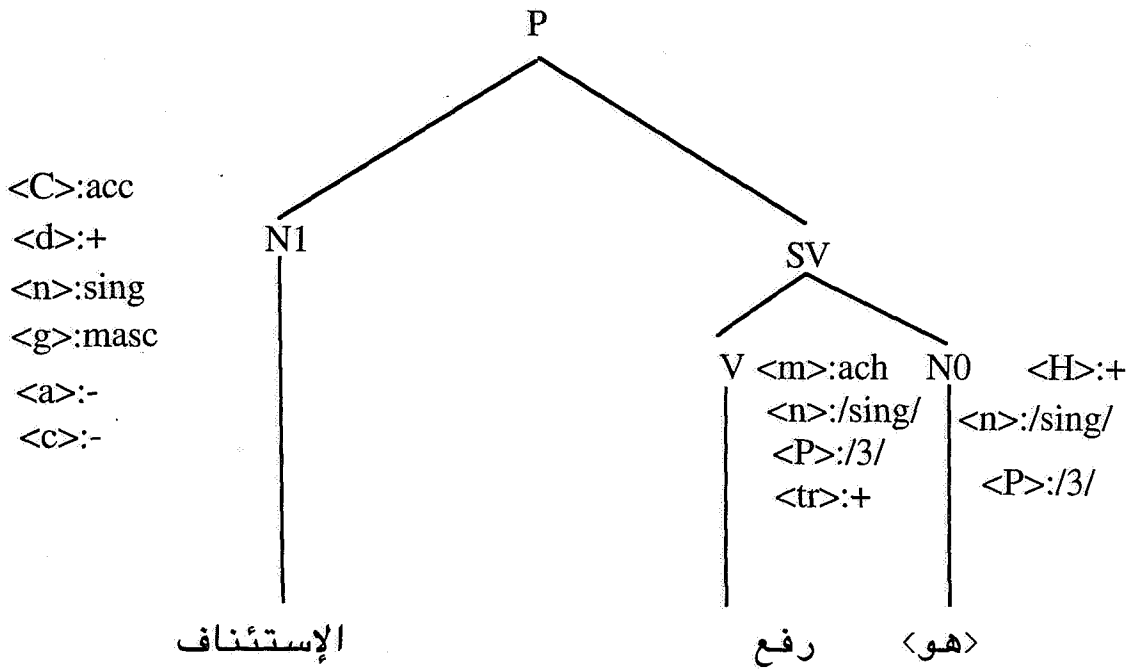 P
<C>:acc
<d>:+
N1
SV
<n>:sing
<g>:masc
V <m>:ach N0 <H>:+
<a>:-
<n>:/sing/ <n>:/sing/
<c>:-
<P>:/3/
<P>:/3/
<tr>:+
الإستئناف
رفع
<هو>